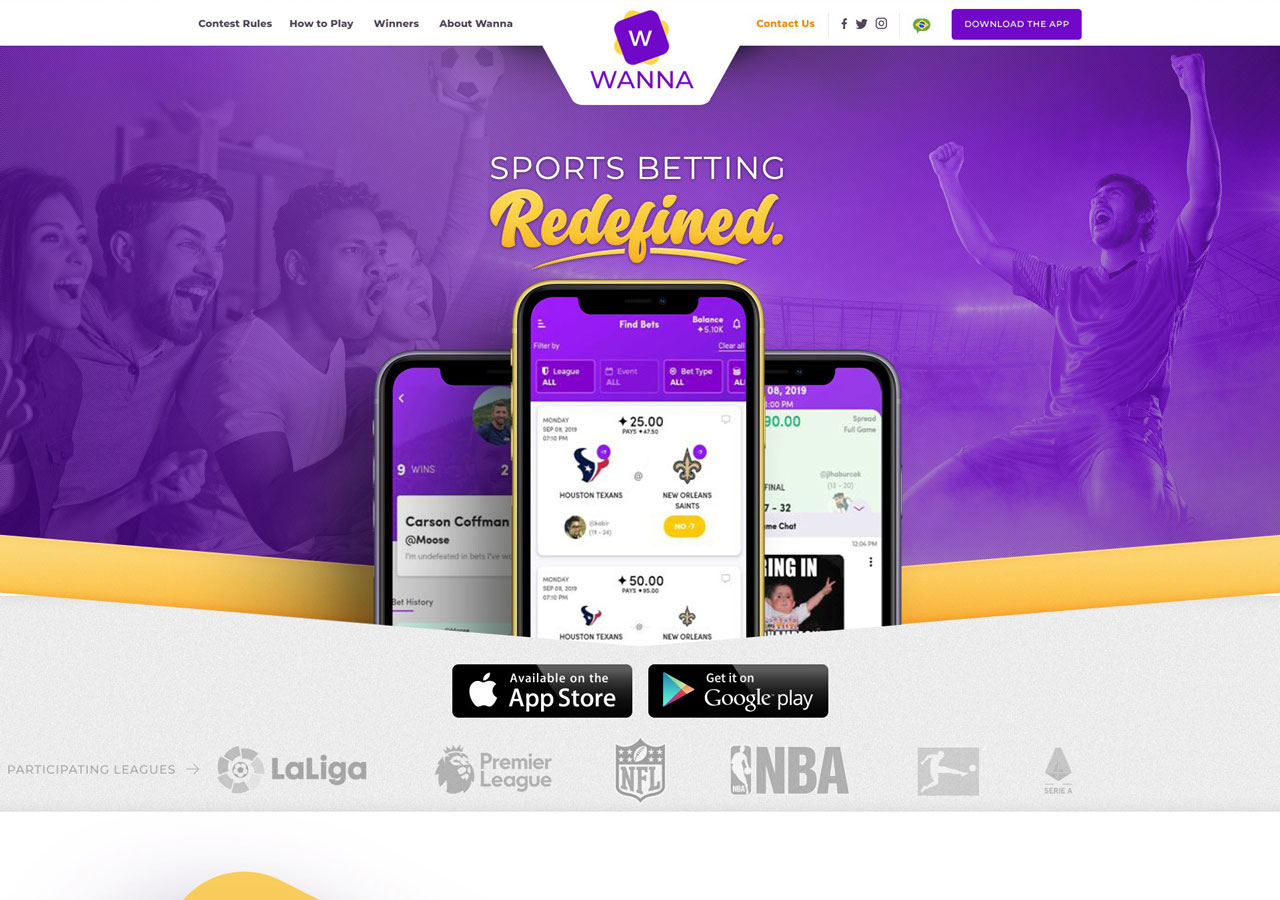 Contest Rules
How to Play
Winners
About Wanna
W
WANNA
Contact Us
DOWNLOAD THE APP
SPORTS BETTING
Redefined.
Find Bets
Balance
5.10K
Filter by
Clear all
League
ALL
Event
ALL
Bet Type
ALL
MONDAY
SEP 09, 2019
07:10 PM
25.00
PAYS 47.50
-7
-7
@
HOUSTON TEXANS
NEW ORLEANS
SAINTS
(19 - 24)
NO -7
MONDAY
SEP 09, 2019
07:10 PM
50.00
PAYS 95.00
@
HOUSTON TEXANS
NEW ORLEANS
9 WINS
2
Carson Coffman
@Moose
I'm undefeated in bets I've
Bet History
08, 2019
:00 PM
90.00
Spread
Full Game
@jlhaburcak
(13 - 20)
FINAL
7 - 32
me Chat
12:04 PM
RING IN
Available on the
App Store
Get it on
Google play
PARTICIPATING LEAGUES
LaLiga
Premier
League
NFL
NBA
NBA
SERIE A